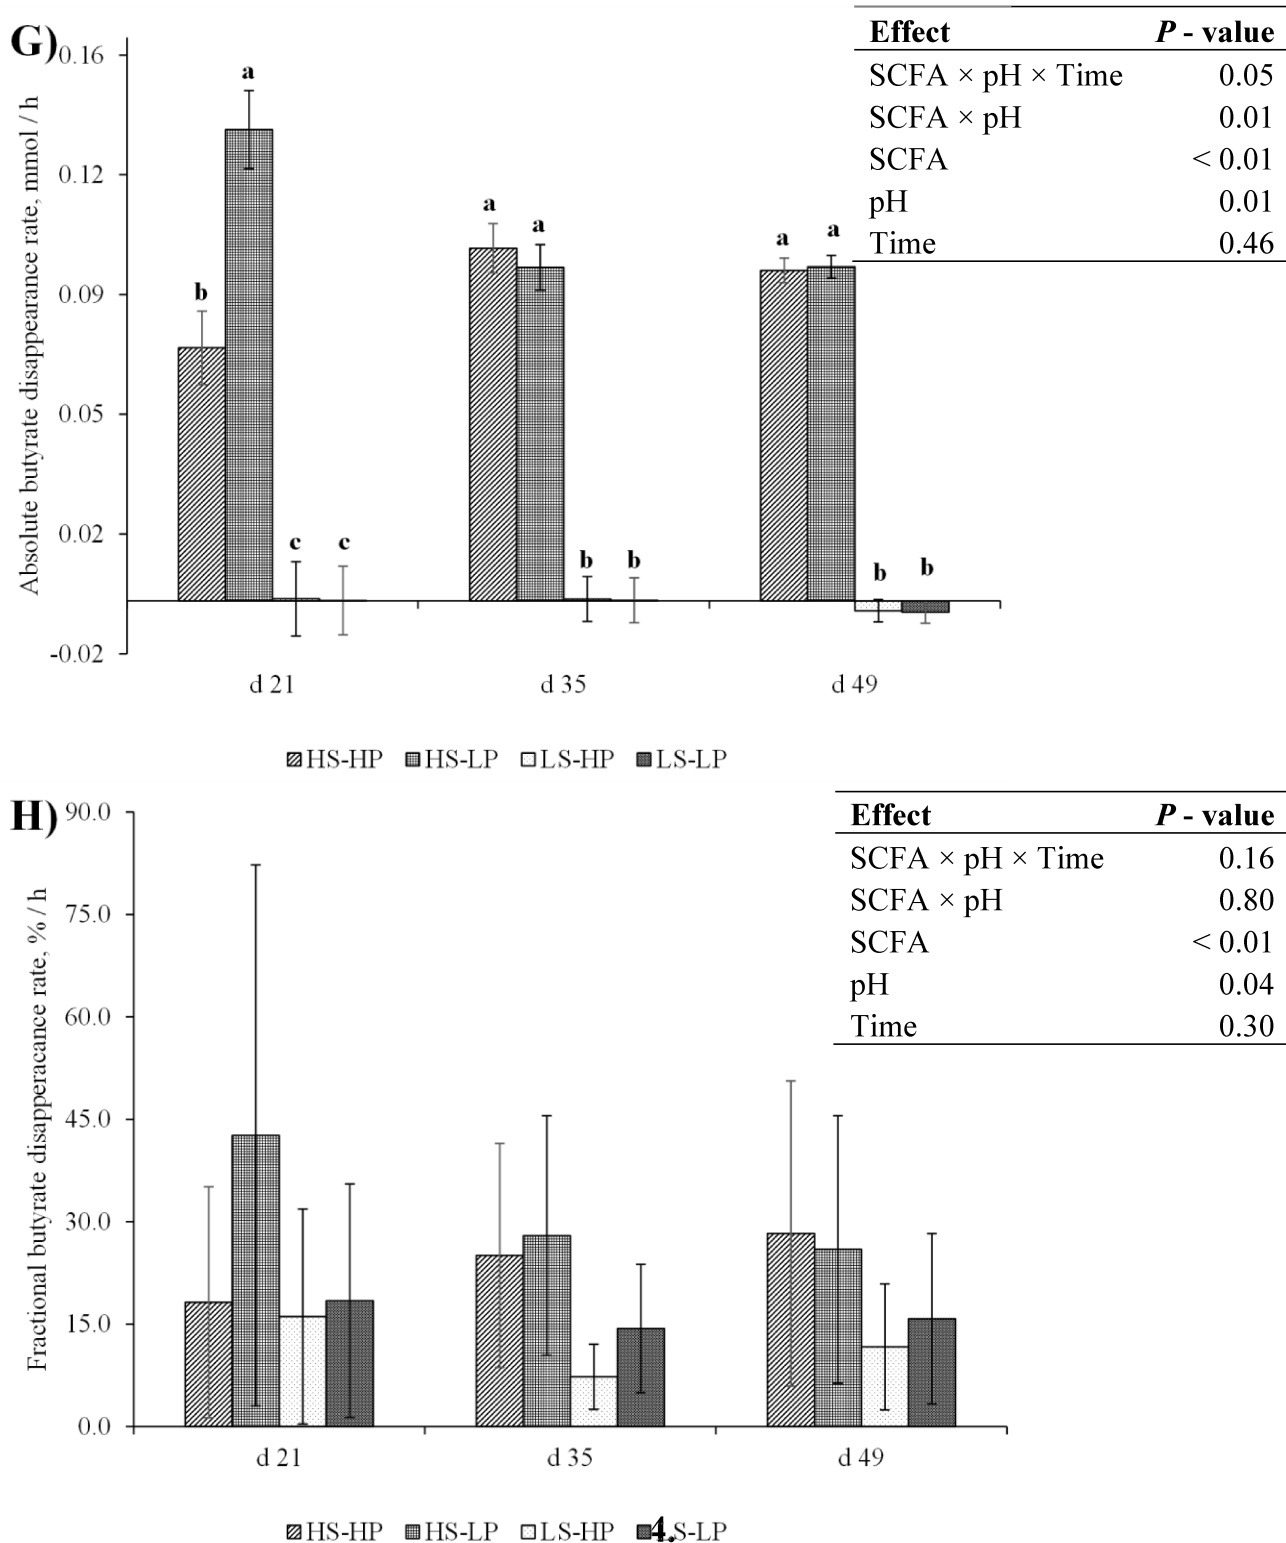 G)
Effect P - value
SCFA × pH × Time 0.05
SCFA × pH 0.01
SCFA < 0.01
pH 0.01
Time 0.46
Absolute butyrate disappearance rate, mmol / h
0.16
0.12
0.09
0.05
0.02
-0.02
b a c c
a a b b
a a b b
d 21 d 35 d 49
HS-HP HS-LP LS-HP LS-LP
H)
Effect P - value
SCFA × pH × Time 0.16
SCFA × pH 0.80
SCFA < 0.01
pH 0.04
Time 0.30
Fractional butyrate disapperacance rate, % / h
90.0
75.0
60.0
45.0
30.0
15.0
0.0
d 21 d 35 d 49
HS-HP HS-LP LS-HP S-LP
4.